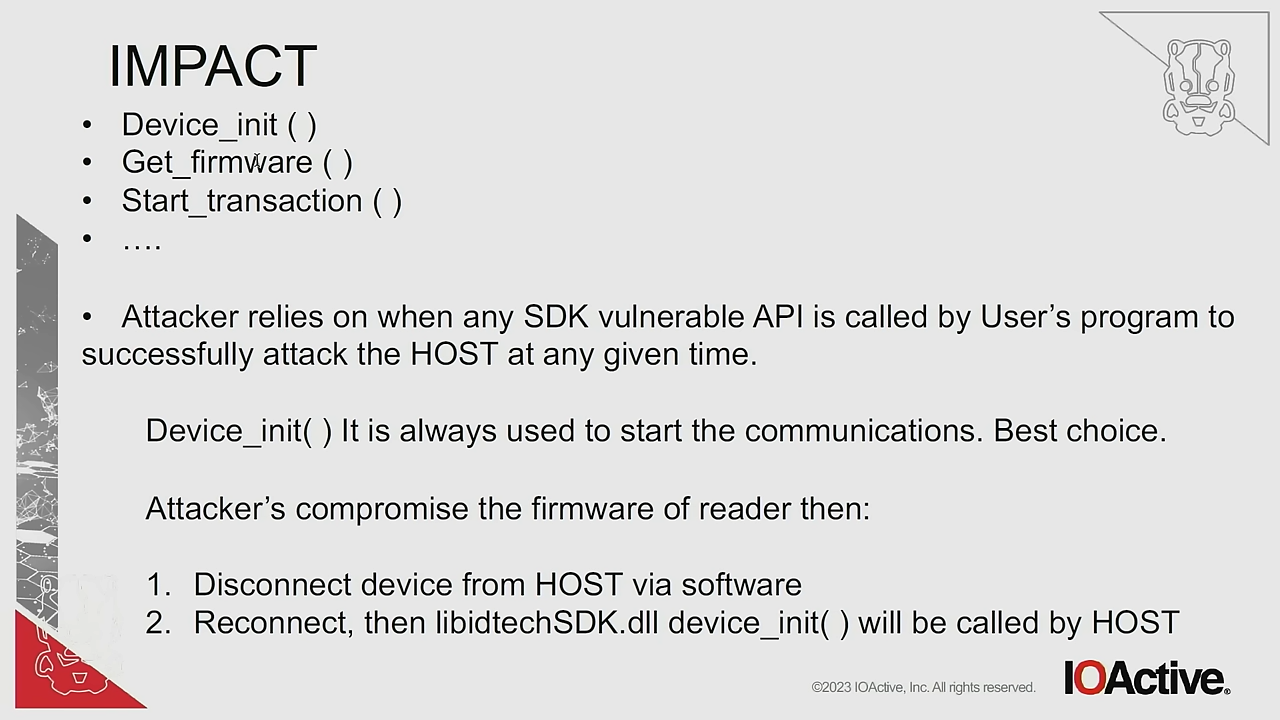 IMPACT
• Device_init ( )
• Get_firmware ( )
• Start_transaction ( )
• ....
• Attacker relies on when any SDK vulnerable API is called by User’s program to
successfully attack the HOST at any given time.
Device_init( ) It is always used to start the communications. Best choice.
Attacker’s compromise the firmware of reader then:
1. Disconnect device from HOST via software
2. Reconnect, then libidtechSDK.dll device_init( ) will be called by HOST
©2023 IOActive, Inc. All rights reserved.
IOActive®